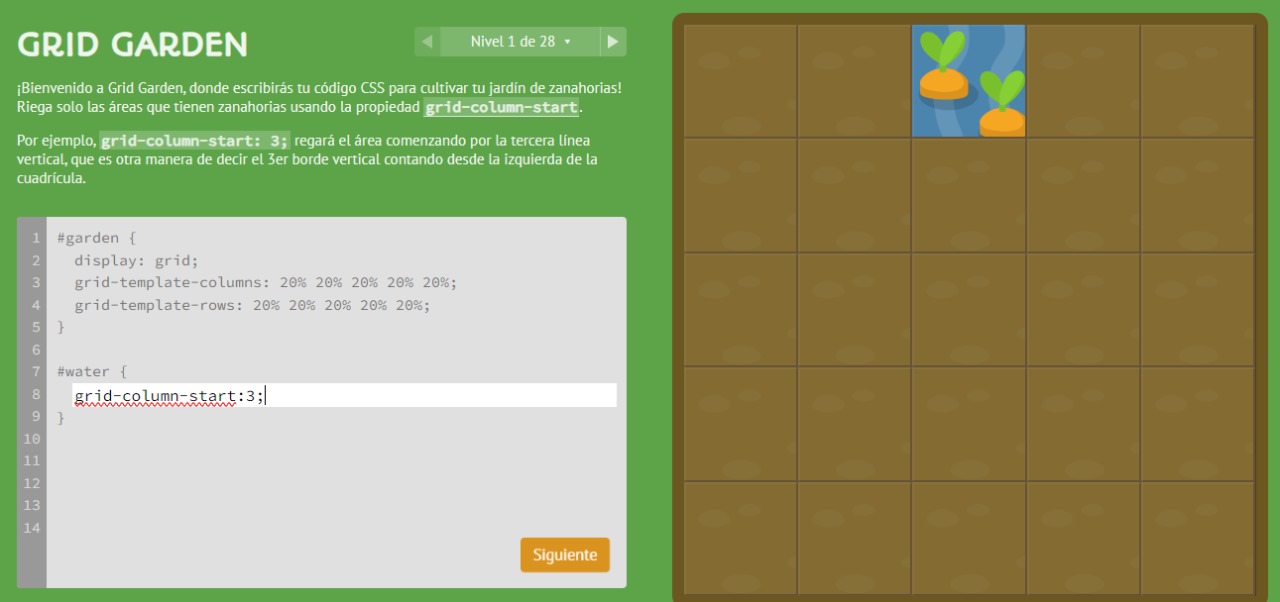 GRID GARDEN
Nivel 1 de 28
¡Bienvenido a Grid Garden, donde escribirás tu código CSS para cultivar tu jardín de zanahorias!
Riega solo las áreas que tienen zanahorias usando la propiedad grid-column-start.
Por ejemplo, grid-column-start: 3; regará el área comenzando por la tercera línea
vertical, que es otra manera de decir el 3er borde vertical contando desde la izquierda de la
cuadrícula.
1 #garden {
2 display: grid;
3 grid-template-columns: 20% 20% 20% 20% 20%;
4 grid-template-rows: 20% 20% 20% 20% 20%;
5 }
6
7 #water {
8 grid-column-start:3;
9 }
10
11
12
13
14
Siguiente